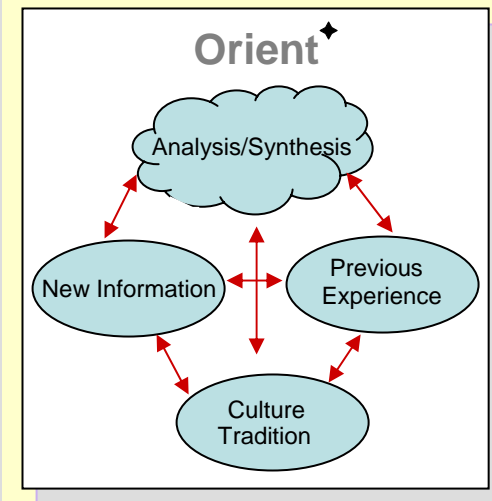 Orient
Analysis/Synthesis
New Information
Previous
Experience
Culture
Tradition